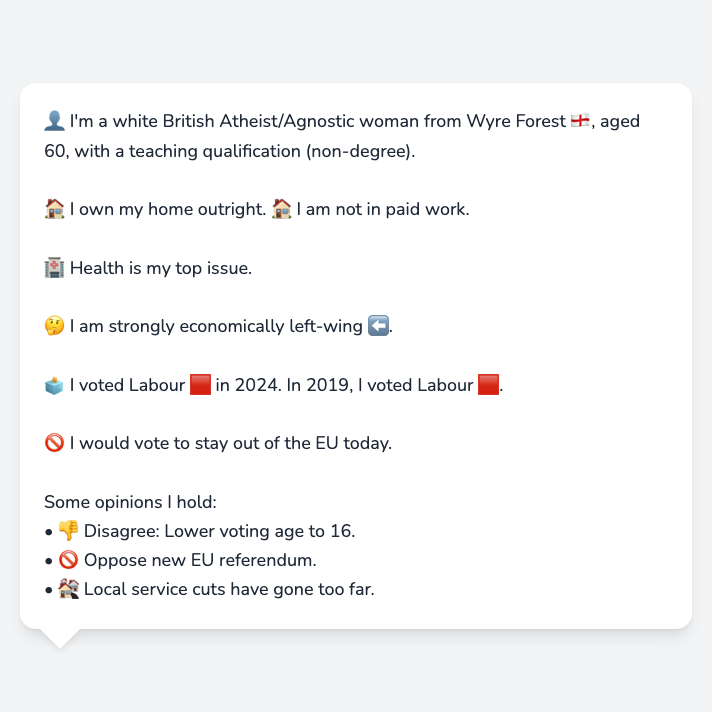 👤 I'm a white British Atheist/Agnostic woman from Wyre Forest 🏴󠁧󠁢󠁥󠁮󠁧󠁿, aged
60, with a teaching qualification (non-degree).
🏠 I own my home outright. 🏠 I am not in paid work.
🏥 Health is my top issue.
🤔 I am strongly economically left-wing ⬅️.
🗳️ I voted Labour 🟥 in 2024. In 2019, I voted Labour 🟥.
🚫 I would vote to stay out of the EU today.
Some opinions I hold:
• 👎 Disagree: Lower voting age to 16.
• 🚫 Oppose new EU referendum.
• 🏚️ Local service cuts have gone too far.